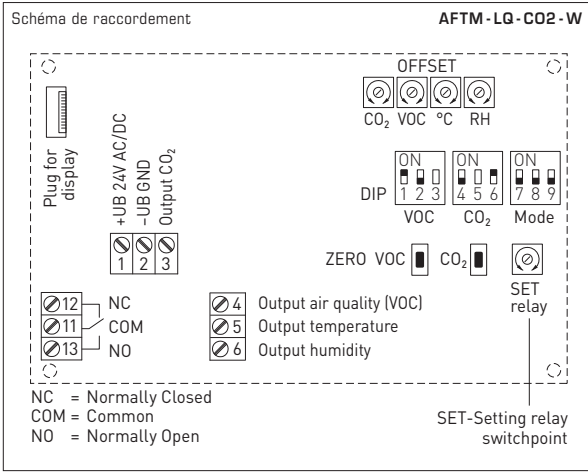 Schéma de raccordement AFTM-LQ-CO2-W
OFFSET
CO₂ VOC °C RH
Plug for
display
+UB 24V AC/DC
–UB GND
Output CO₂
1 2 3
ON ON ON
DIP 1 2 3 4 5 6 7 8 9
VOC CO₂ Mode
ZERO VOC CO₂
SET
relay
12 NC
11 COM
13 NO
4 Output air quality (VOC)
5 Output temperature
6 Output humidity
NC = Normally Closed
COM = Common
NO = Normally Open
SET-Setting relay
switchpoint